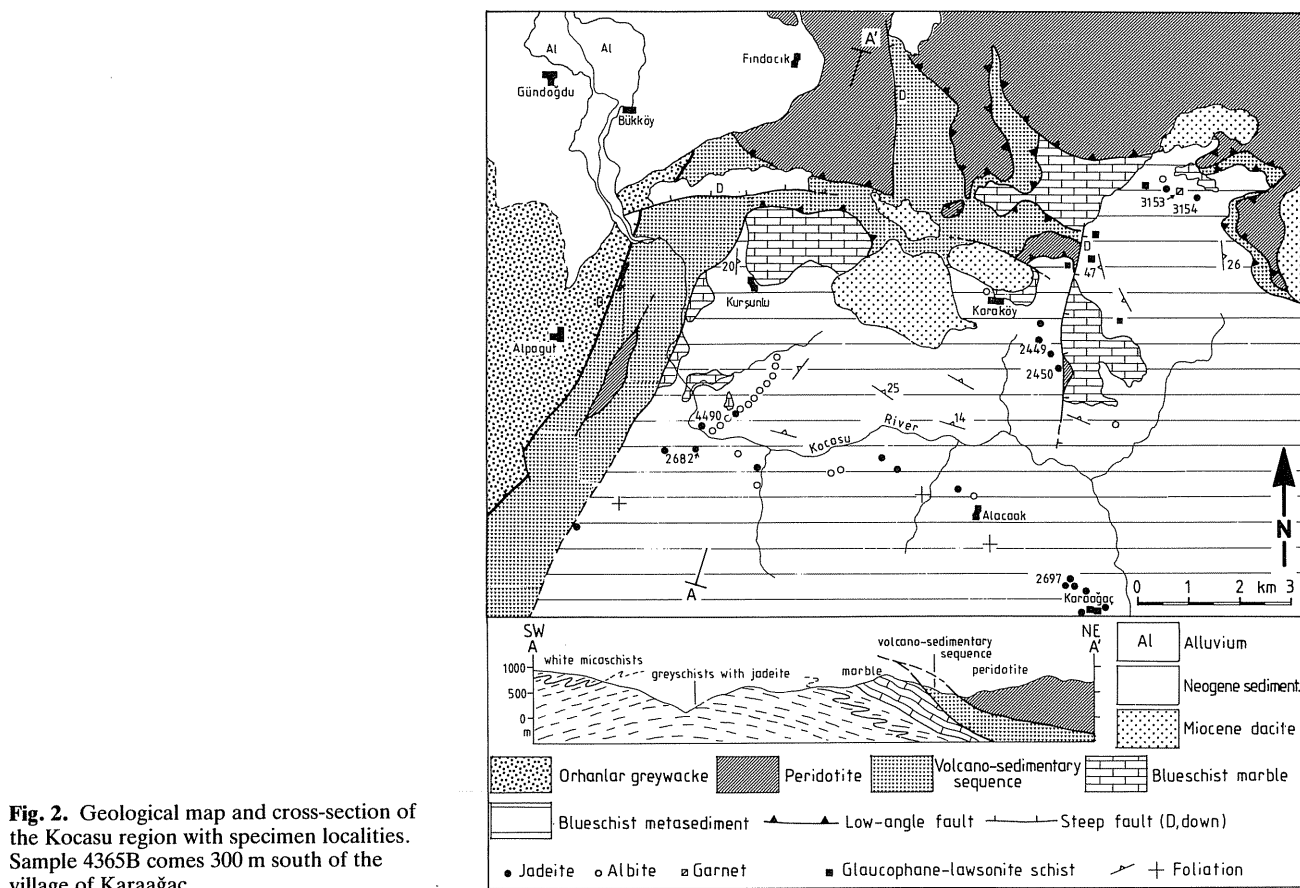 Al
Al
Gündoğdu
Bükköy
Fındacık
A'
D
D
3153
3154
D
47
26
20
Kurşunlu
Karaköy
D
Alpagut
2449
2450
25
4490
14
Kocasu River
2682
Alacaak
N
A
2697
Karaağaç
0 1 2 km 3
SW
A
NE
A'
volcano-sedimentary
sequence
white micaschists
greyschists with jadeite
marble
peridotite
1000
500
0
m
Al Alluvium
Neogene sediment.
Miocene dacite
Orhanlar greywacke
Peridotite
Volcano-sedimentary
sequence
Blueschist marble
Blueschist metasediment
Low-angle fault
Steep fault (D,down)
Jadeite
Albite
Garnet
Glaucophane-lawsonite schist
Foliation
Fig. 2. Geological map and cross-section of
the Kocasu region with specimen localities.
Sample 4365B comes 300 m south of the
village of Karaağaç